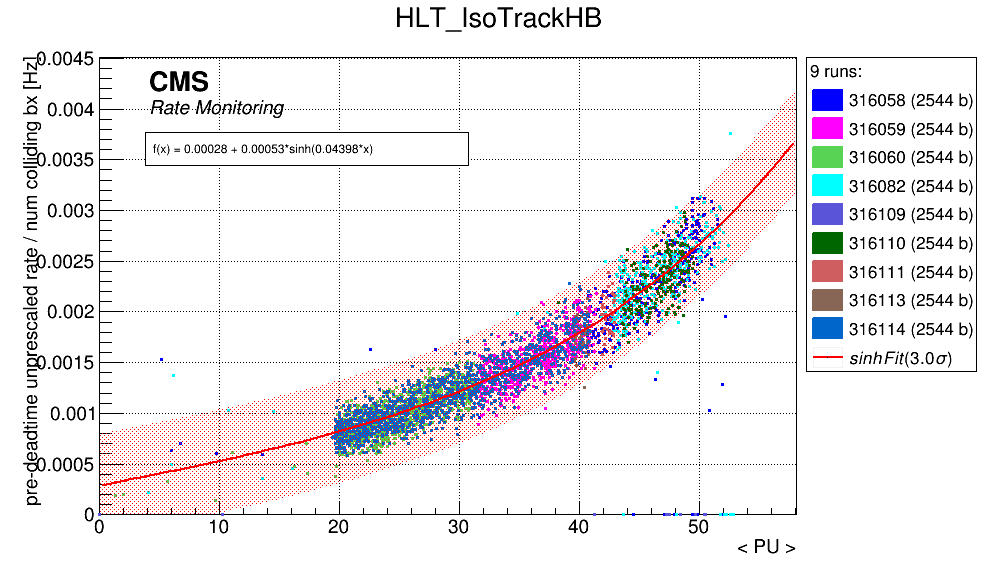 HLT_IsoTrackHB
pre-deadtime unprescaled rate / num colliding bx [Hz]
0.0045
0.004
0.0035
0.003
0.0025
0.002
0.0015
0.001
0.0005
0
CMS
Rate Monitoring
f(x) = 0.00028 + 0.00053*sinh(0.04398*x)
0 10 20 30 40 50
< PU >
9 runs:
316058 (2544 b)
316059 (2544 b)
316060 (2544 b)
316082 (2544 b)
316109 (2544 b)
316110 (2544 b)
316111 (2544 b)
316113 (2544 b)
316114 (2544 b)
sinhFit(3.0σ)